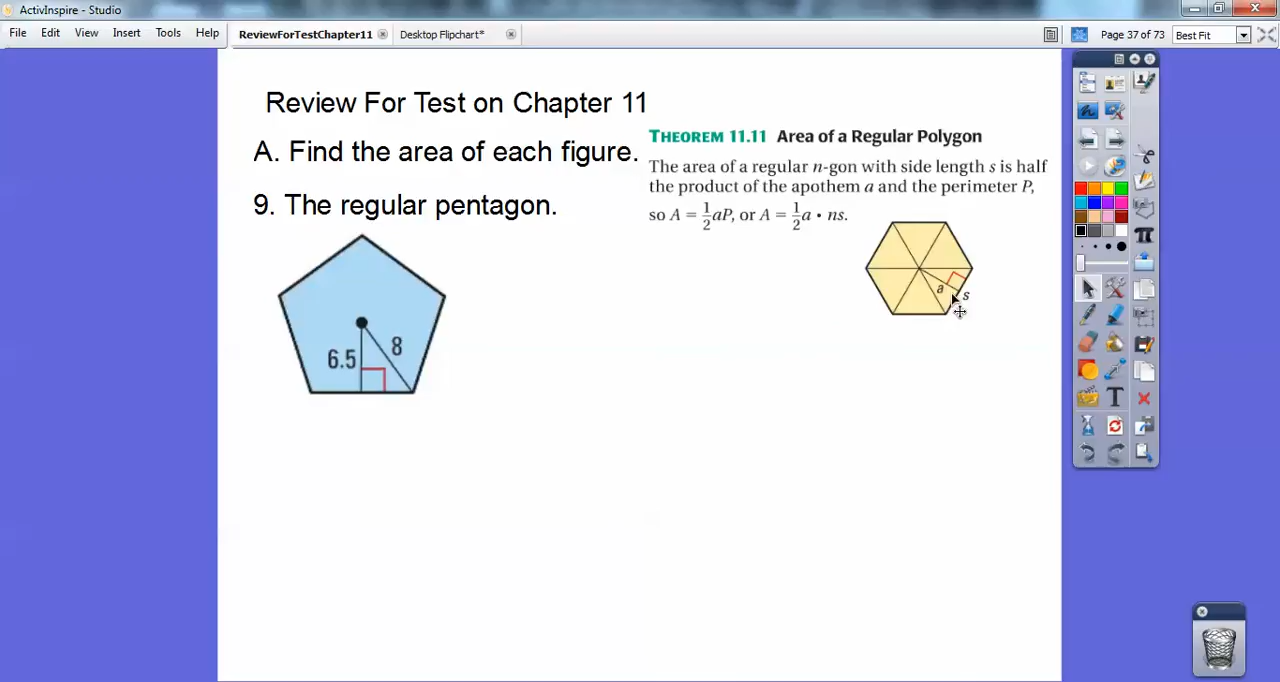 ActivInspire - Studio
File Edit View Insert Tools Help
ReviewForTestChapter11
Desktop Flipchart*
Page 37 of 73
Best Fit
Review For Test on Chapter 11
A. Find the area of each figure.
9. The regular pentagon.
6.5
8
THEOREM 11.11 Area of a Regular Polygon
The area of a regular n-gon with side length s is half
the product of the apothem a and the perimeter P,
so A = 1/2 aP, or A = 1/2 a • ns.
a
s